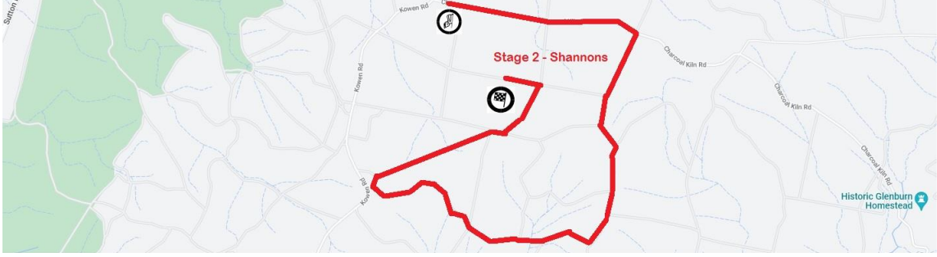 Sutton
Kowen Rd
Stage 2 - Shannons
Charcoal Kiln Rd
Kowen Rd
Charcoal Kiln Rd
Charcoal Kiln Rd
Kowen Rd
Historic Glenburn
Homestead